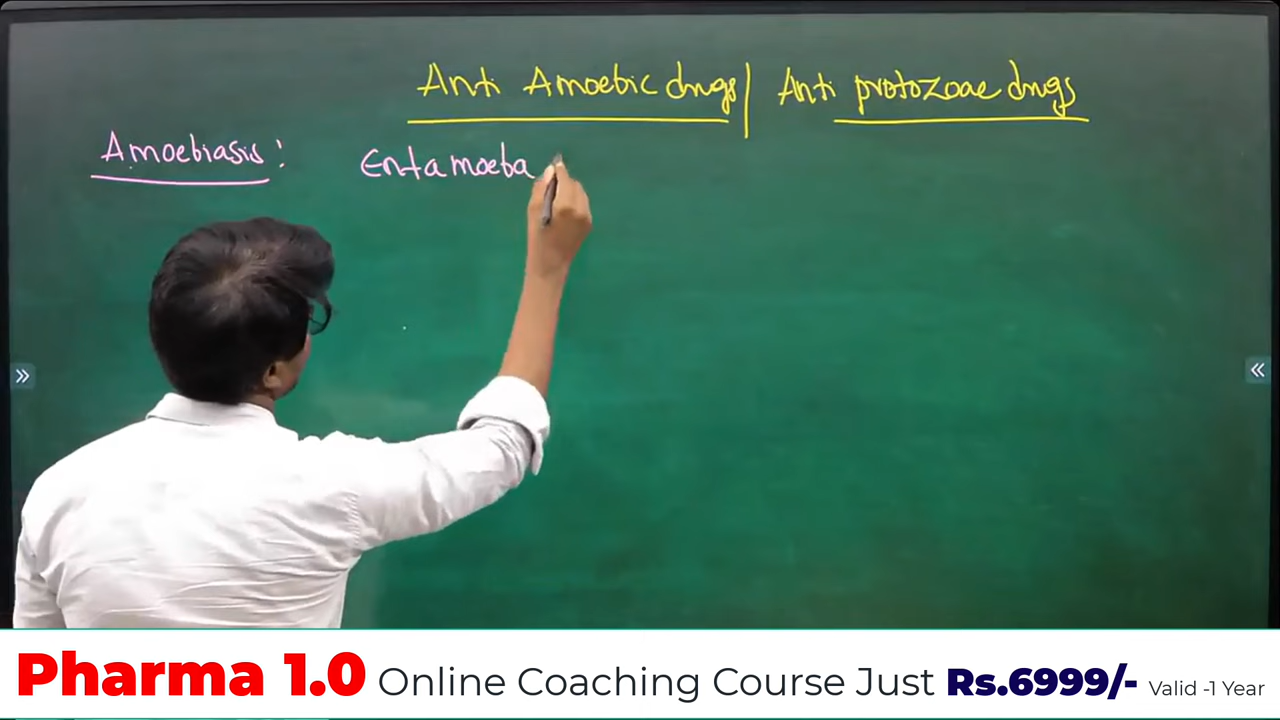 Anti Amoebic drugs | Anti protozoae drugs
Amoebiasis :
Entamoeba
Pharma 1.0 Online Coaching Course Just Rs.6999/- Valid -1 Year